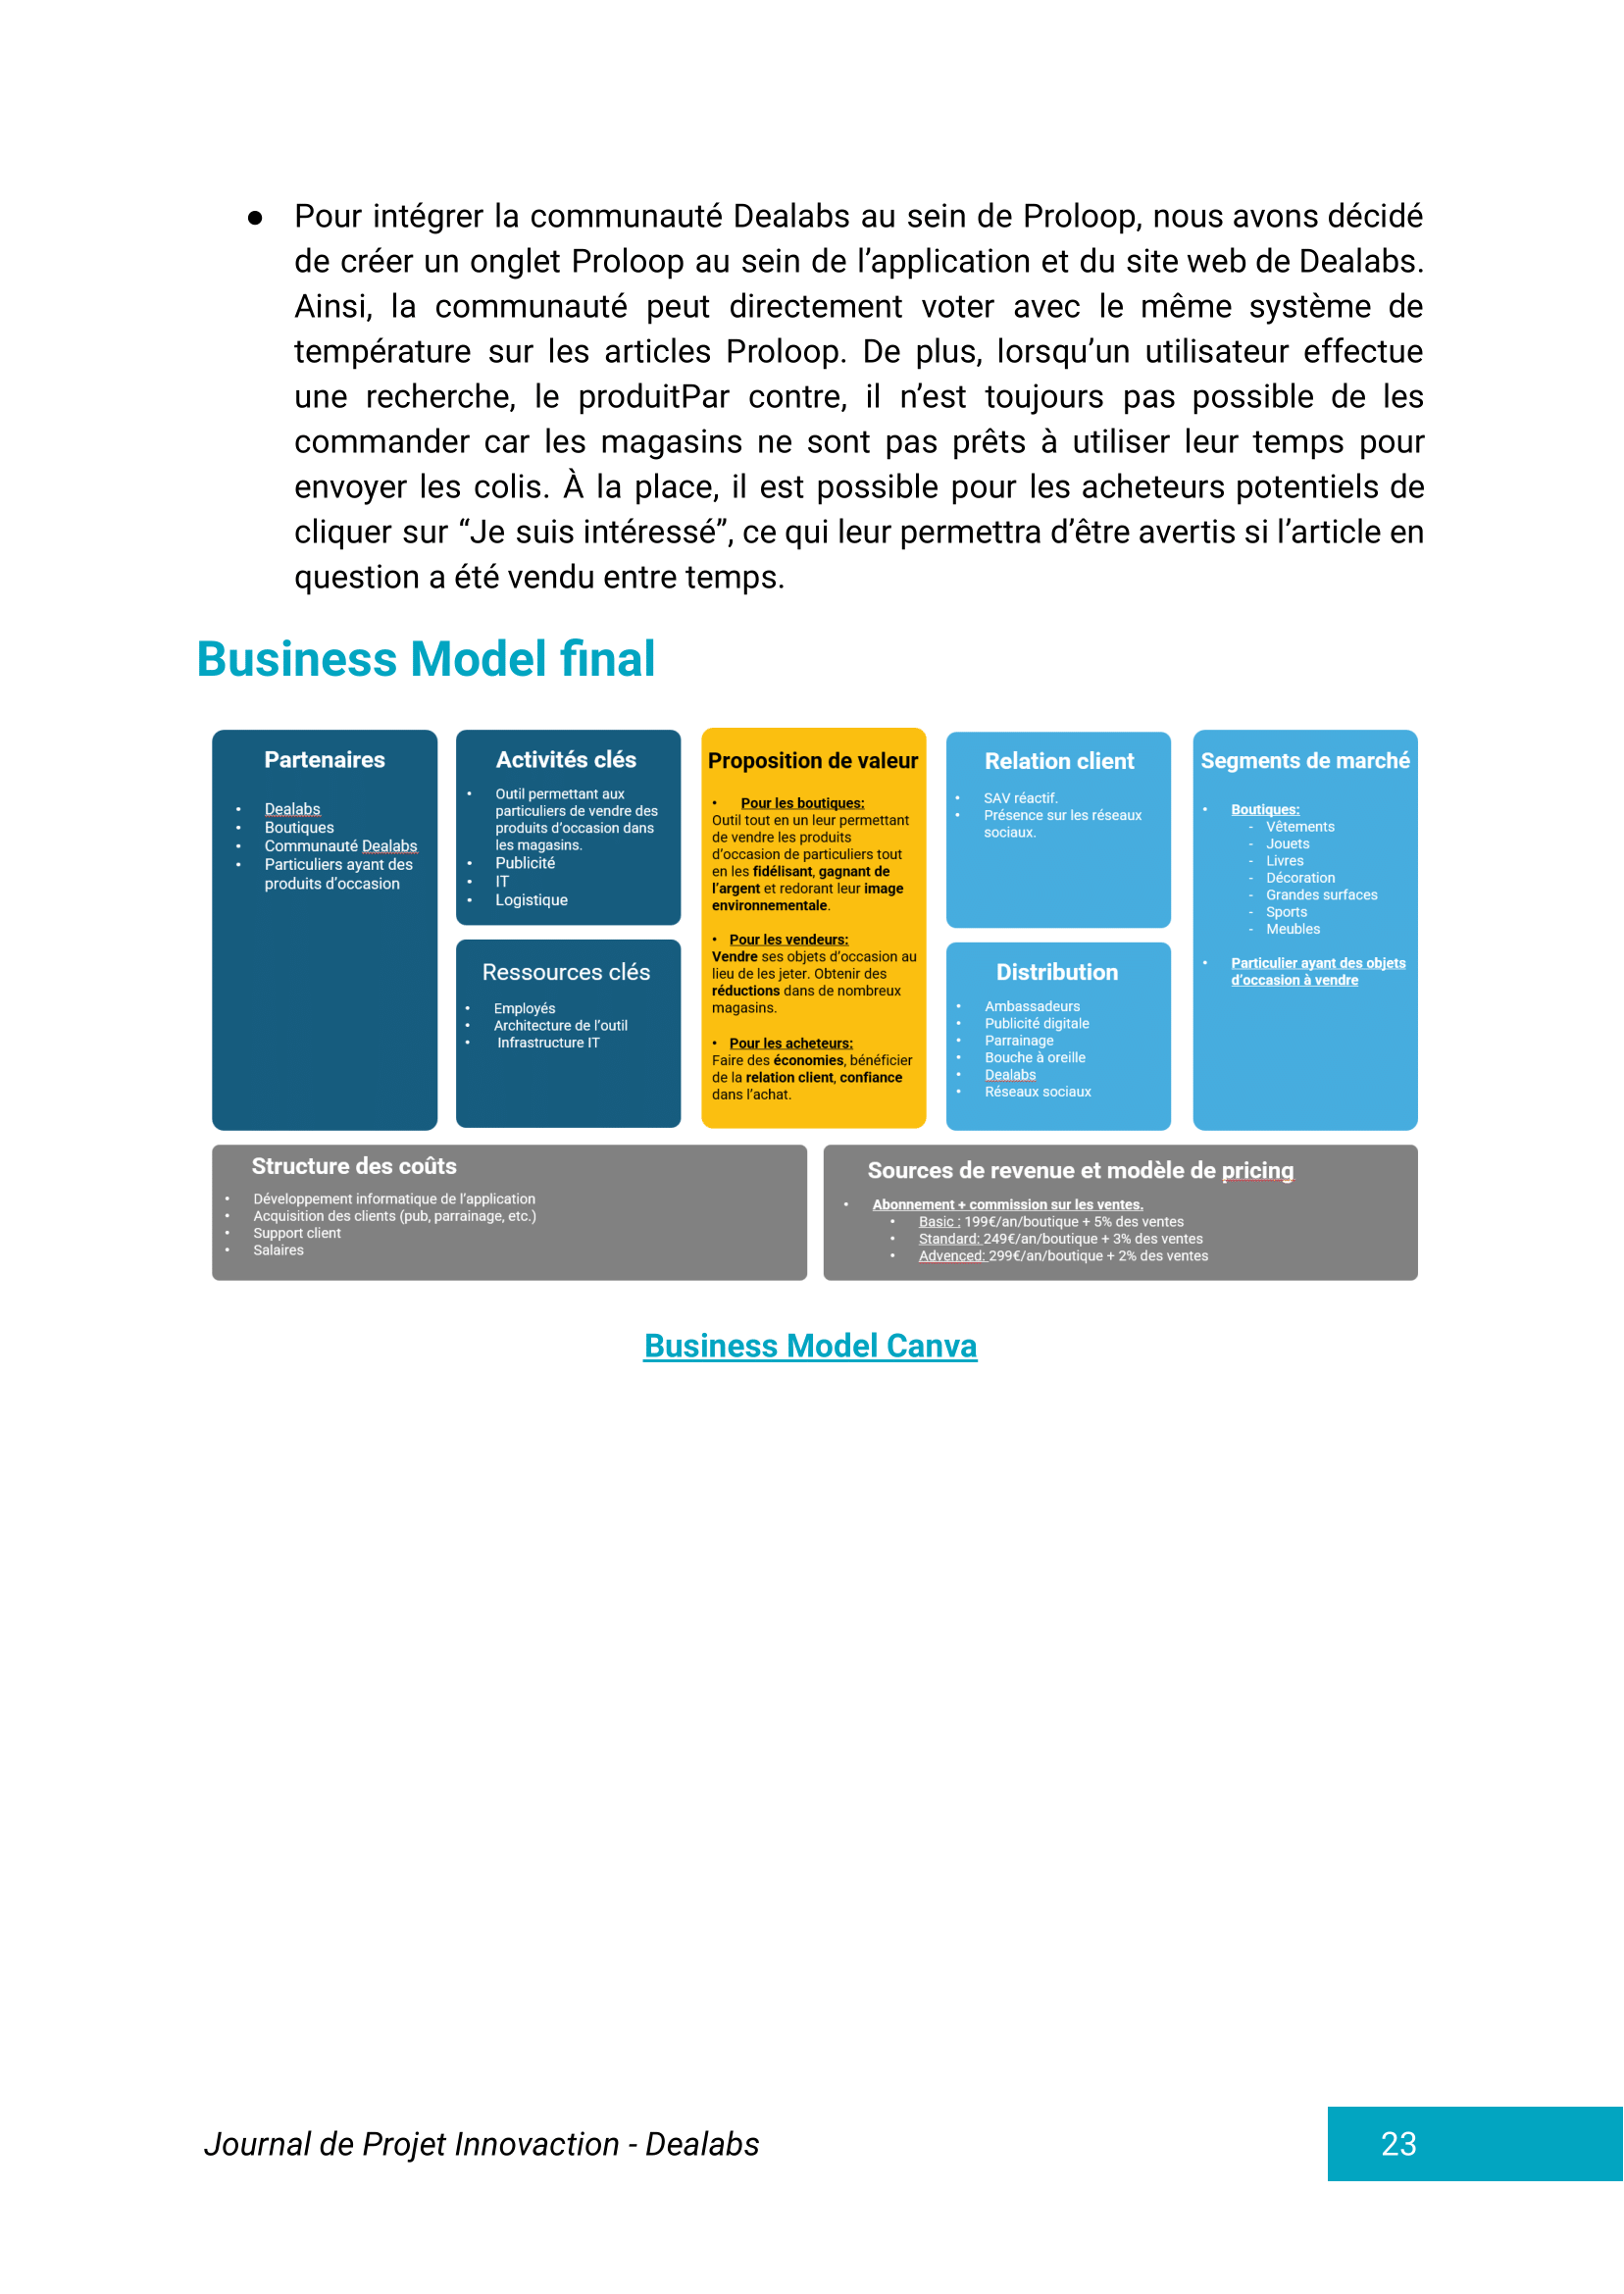 ● Pour intégrer la communauté Dealabs au sein de Proloop, nous avons décidé
de créer un onglet Proloop au sein de l’application et du site web de Dealabs.
Ainsi, la communauté peut directement voter avec le même système de
température sur les articles Proloop. De plus, lorsqu’un utilisateur effectue
une recherche, le produitPar contre, il n’est toujours pas possible de les
commander car les magasins ne sont pas prêts à utiliser leur temps pour
envoyer les colis. À la place, il est possible pour les acheteurs potentiels de
cliquer sur “Je suis intéressé”, ce qui leur permettra d’être avertis si l’article en
question a été vendu entre temps.
Business Model final
Partenaires
• Dealabs
• Boutiques
• Communauté Dealabs
• Particuliers ayant des
produits d’occasion
Activités clés
• Outil permettant aux
particuliers de vendre des
produits d’occasion dans
les magasins.
• Publicité
• IT
• Logistique
Ressources clés
• Employés
• Architecture de l’outil
• Infrastructure IT
Proposition de valeur
• Pour les boutiques:
Outil tout en un leur permettant
de vendre les produits
d’occasion de particuliers tout
en les fidélisant, gagnant de
l’argent et redorant leur image
environnementale.
• Pour les vendeurs:
Vendre ses objets d’occasion au
lieu de les jeter. Obtenir des
réductions dans de nombreux
magasins.
• Pour les acheteurs:
Faire des économies, bénéficier
de la relation client, confiance
dans l’achat.
Relation client
• SAV réactif.
• Présence sur les réseaux
sociaux.
Distribution
• Ambassadeurs
• Publicité digitale
• Parrainage
• Bouche à oreille
• Dealabs
• Réseaux sociaux
Segments de marché
• Boutiques:
- Vêtements
- Jouets
- Livres
- Décoration
- Grandes surfaces
- Sports
- Meubles
• Particulier ayant des objets
d’occasion à vendre
Structure des coûts
• Développement informatique de l’application
• Acquisition des clients (pub, parrainage, etc.)
• Support client
• Salaires
Sources de revenue et modèle de pricing
• Abonnement + commission sur les ventes.
• Basic : 199€/an/boutique + 5% des ventes
• Standard: 249€/an/boutique + 3% des ventes
• Advenced: 299€/an/boutique + 2% des ventes
Business Model Canva
Journal de Projet Innovaction - Dealabs
23